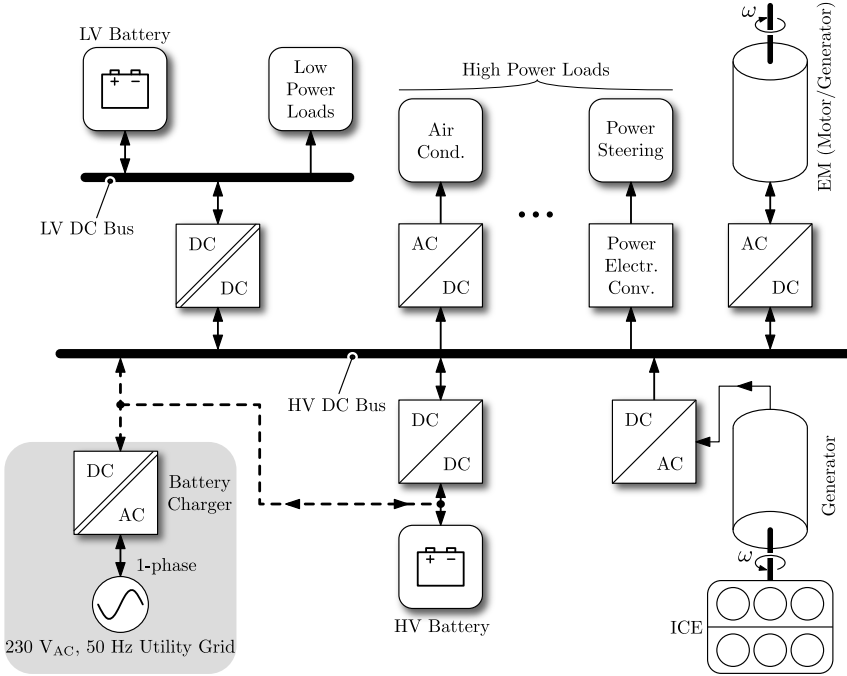 LV Battery
+ −
Low
Power
Loads
High Power Loads
Air
Cond.
Power
Steering
ω
EM (Motor/Generator)
LV DC Bus
DC
DC
AC
DC
Power
Electr.
Conv.
AC
DC
HV DC Bus
DC
DC
DC
AC
Generator
DC
AC
Battery
Charger
1-phase
230 VAC, 50 Hz Utility Grid
+ −
HV Battery
ω
ICE